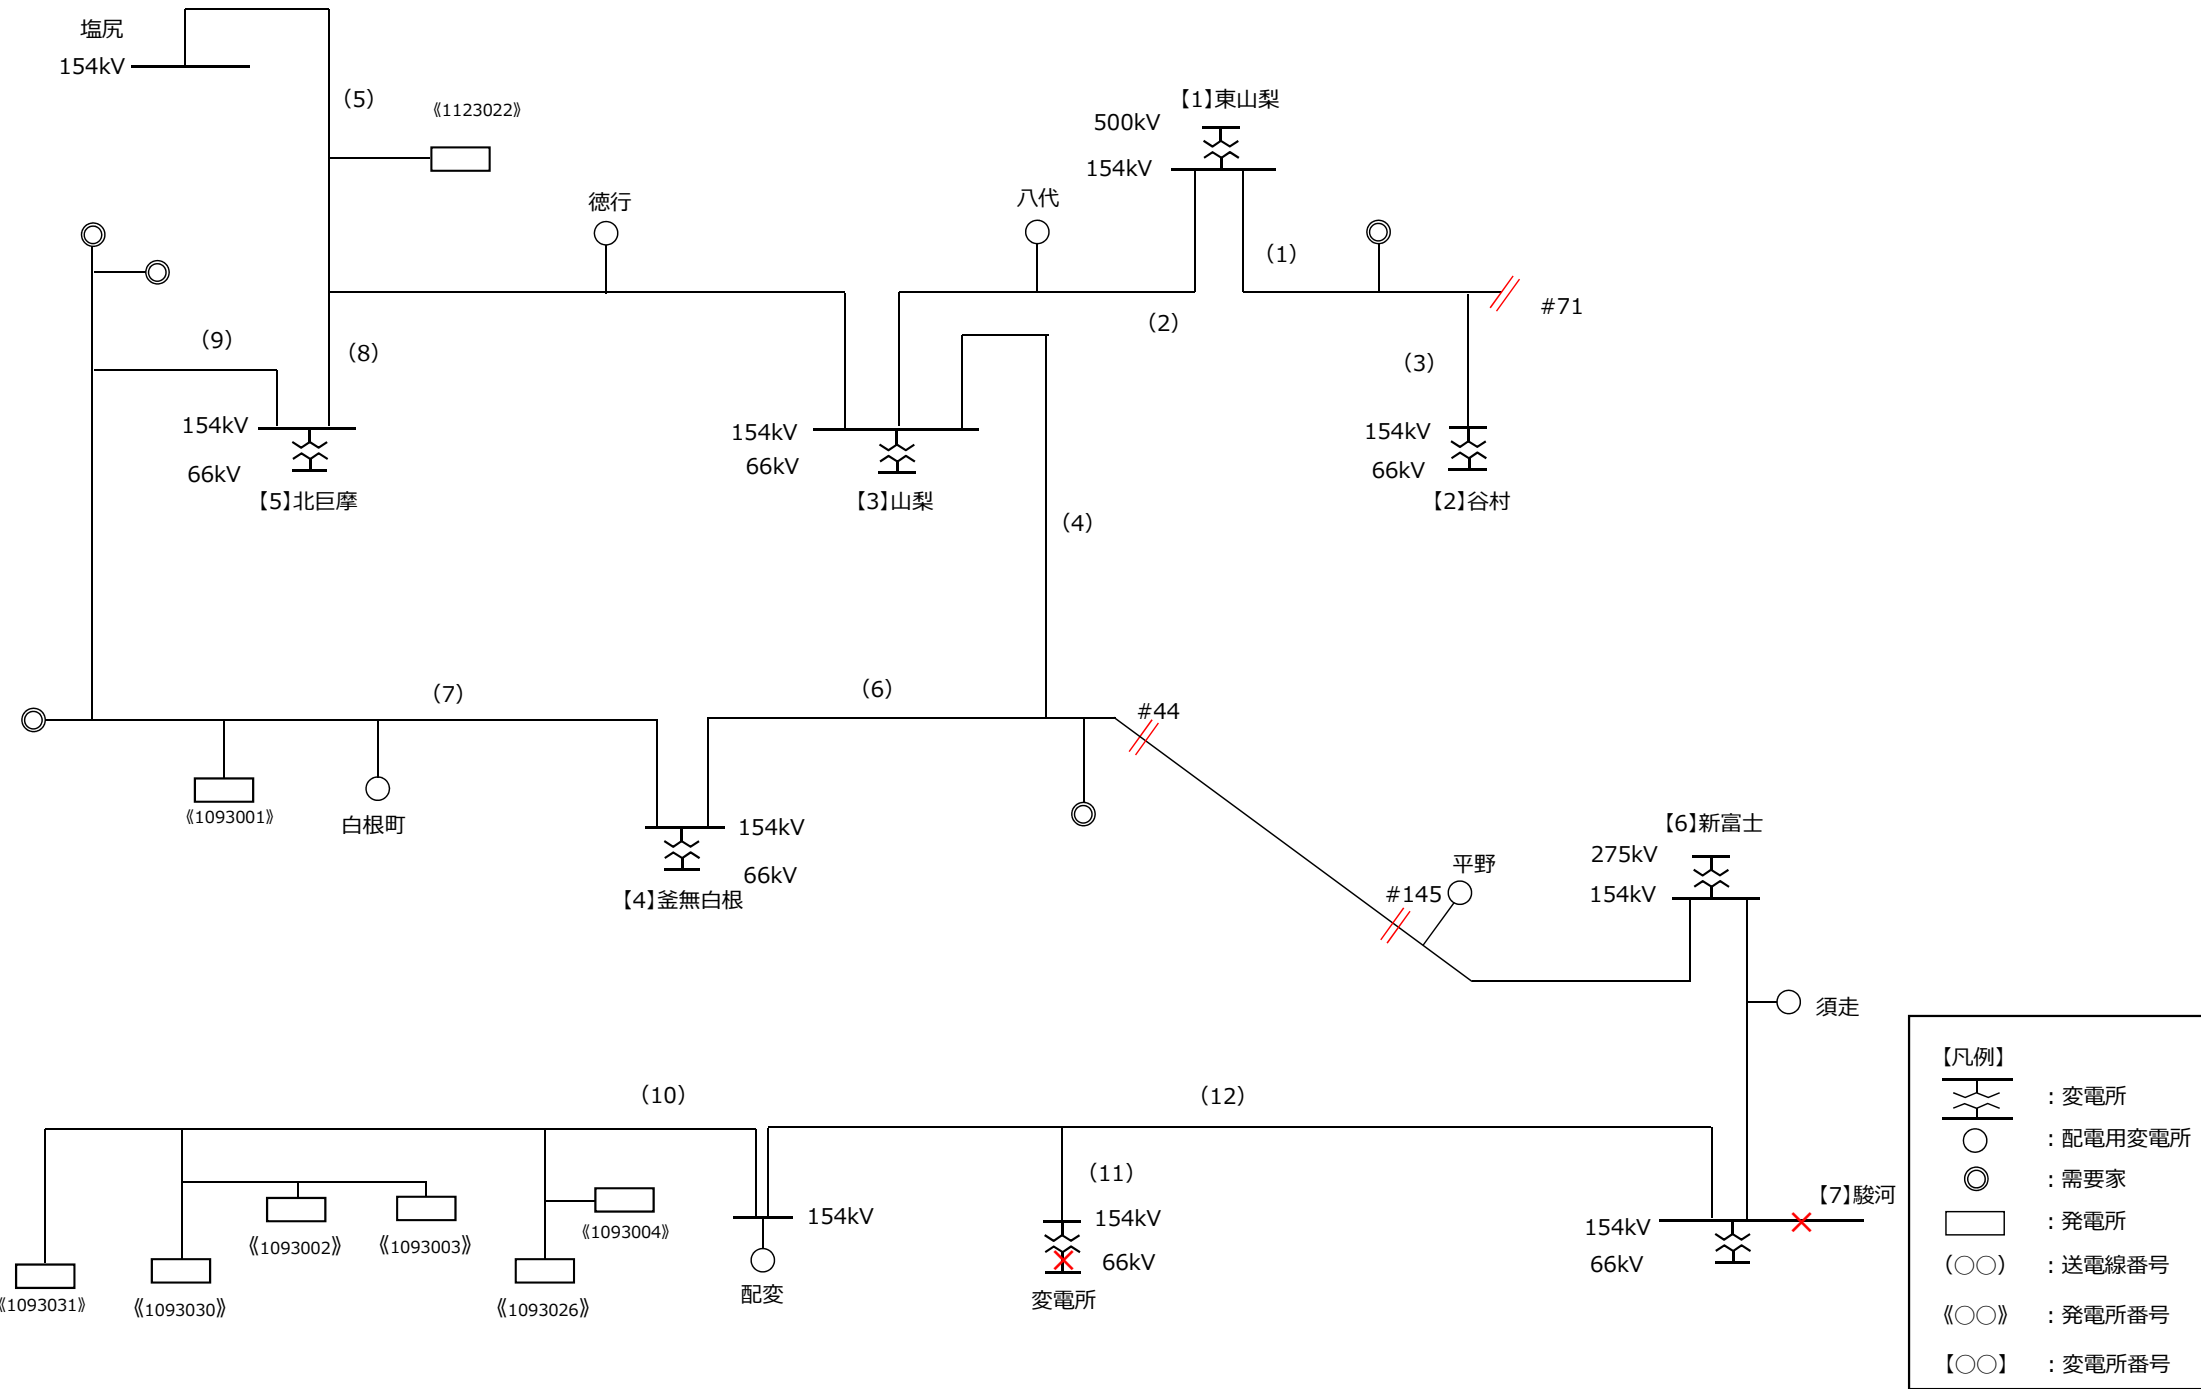 塩尻
154kV
（5）
《1123022》
【1】東山梨
500kV
154kV
徳行
八代
（1）
#71
（2）
（9）
（8）
（3）
154kV
66kV
【5】北巨摩
154kV
66kV
【3】山梨
154kV
66kV
【2】谷村
（4）
（7）
（6）
#44
《1093001》
白根町
154kV
66kV
【4】釜無白根
【6】新富士
275kV
154kV
平野
#145
須走
（10）
（12）
（11）
【7】駿河
154kV
66kV
154kV
配変
154kV
66kV
変電所
《1093004》
《1093002》
《1093003》
《1093031》
《1093030》
《1093026》
【凡例】
：変電所
：配電用変電所
：需要家
：発電所
（○○）：送電線番号
《○○》：発電所番号
【○○】：変電所番号